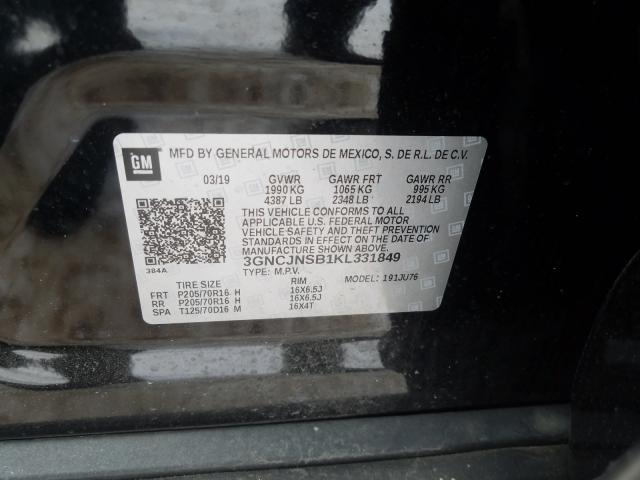 GM
MFD BY GENERAL MOTORS DE MEXICO, S. DE R.L. DE C.V.
03/19 GVWR GAWR FRT GAWR RR
1990 KG 1065 KG 995 KG
4387 LB 2348 LB 2194 LB
THIS VEHICLE CONFORMS TO ALL
APPLICABLE U.S. FEDERAL MOTOR
VEHICLE SAFETY AND THEFT PREVENTION
STANDARDS IN EFFECT ON THE DATE OF
MANUFACTURE SHOWN ABOVE.
3GNCJNSB1KL331849
384A TYPE: M.P.V. MODEL: 191JU76
TIRE SIZE RIM
FRT P205/70R16 H 16X6.5J
RR P205/70R16 H 16X6.5J
SPA T125/70D16 M 16X4T